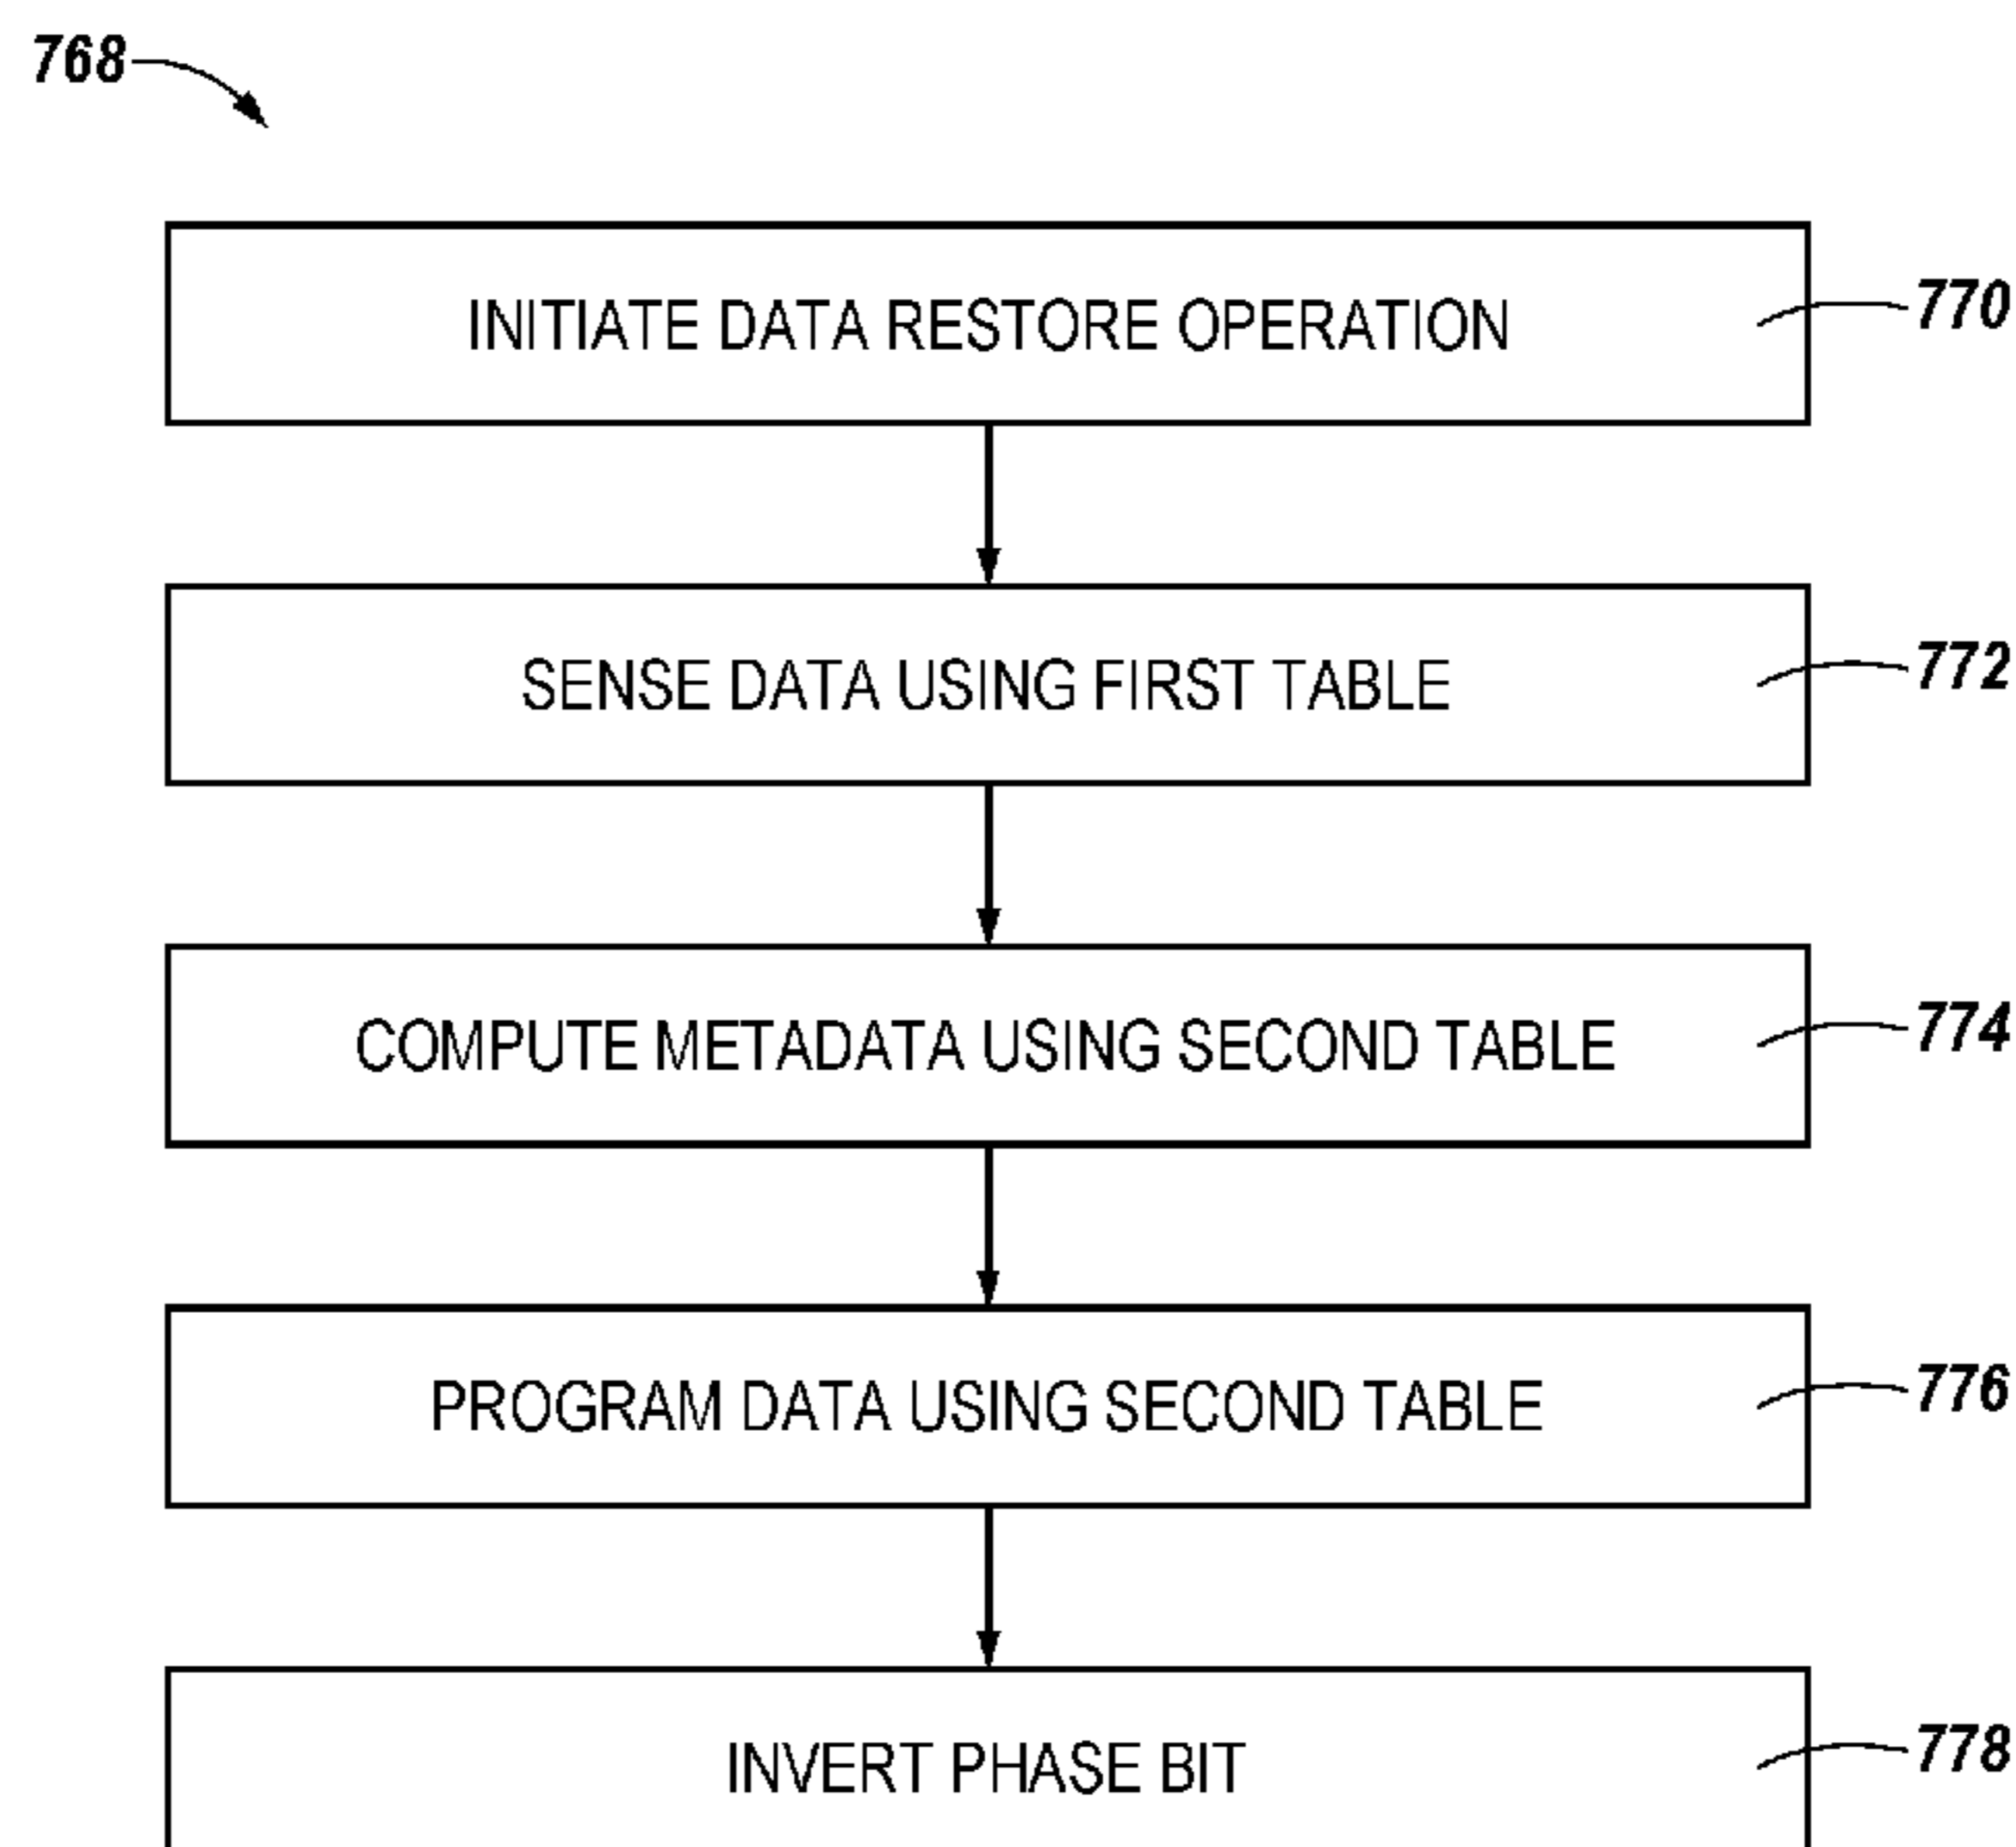 768
INITIATE DATA RESTORE OPERATION 770
SENSE DATA USING FIRST TABLE 772
COMPUTE METADATA USING SECOND TABLE 774
PROGRAM DATA USING SECOND TABLE 776
INVERT PHASE BIT 778